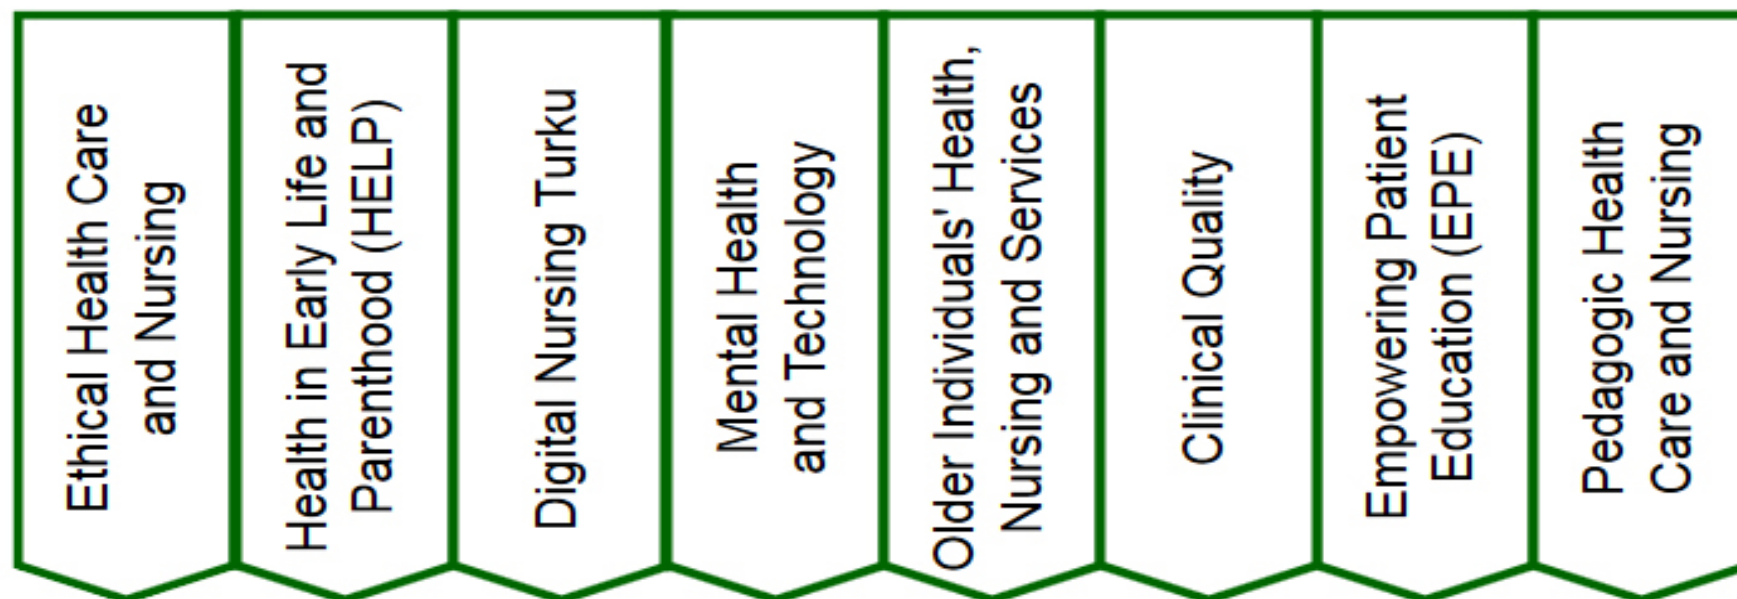 Ethical Health Care
and Nursing
Health in Early Life and
Parenthood (HELP)
Digital Nursing Turku
Mental Health
and Technology
Older Individuals' Health,
Nursing and Services
Clinical Quality
Empowering Patient
Education (EPE)
Pedagogic Health
Care and Nursing